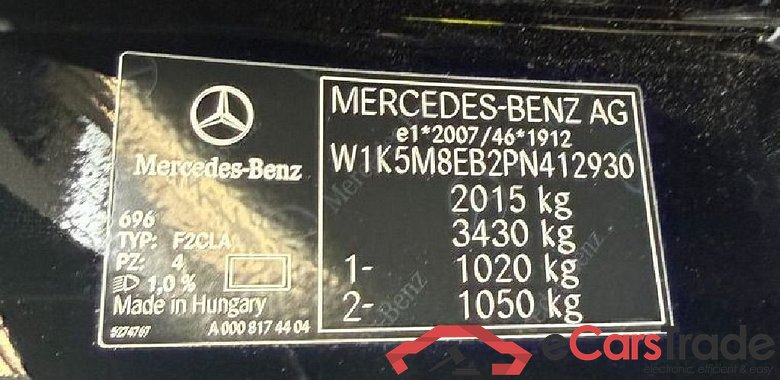 Mercedes-Benz
696
TYP: F2CLA
PZ: 4
1,0 %
Made in Hungary
A 000 817 44 04
MERCEDES-BENZ AG
e1*2007/46*1912
W1K5M8EB2PN412930
2015 kg
3430 kg
1- 1020 kg
2- 1050 kg
eCarsTrade
electronic, efficient & easy